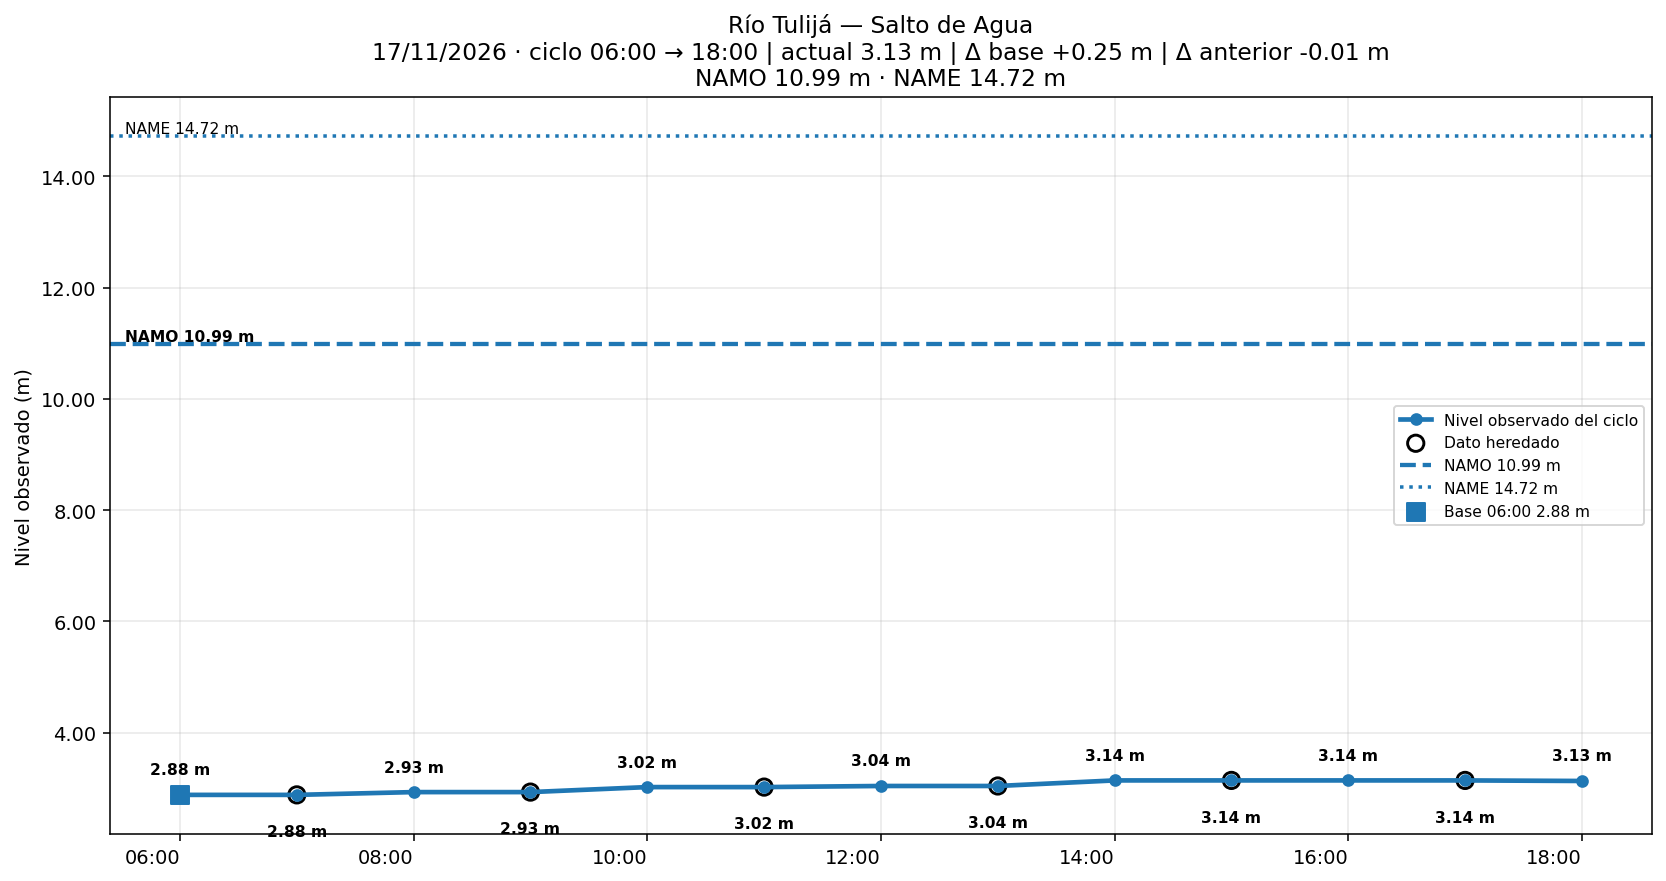 Río Tulijá — Salto de Agua
17/11/2026 · ciclo 06:00 → 18:00 | actual 3.13 m | Δ base +0.25 m | Δ anterior -0.01 m
NAMO 10.99 m · NAME 14.72 m
NAME 14.72 m
14.00
12.00
NAMO 10.99 m
10.00
8.00
6.00
4.00
Nivel observado (m)
Nivel observado del ciclo
Dato heredado
NAMO 10.99 m
NAME 14.72 m
Base 06:00 2.88 m
2.88 m
2.88 m
2.93 m
2.93 m
3.02 m
3.02 m
3.04 m
3.04 m
3.14 m
3.14 m
3.14 m
3.14 m
3.13 m
06:00
08:00
10:00
12:00
14:00
16:00
18:00